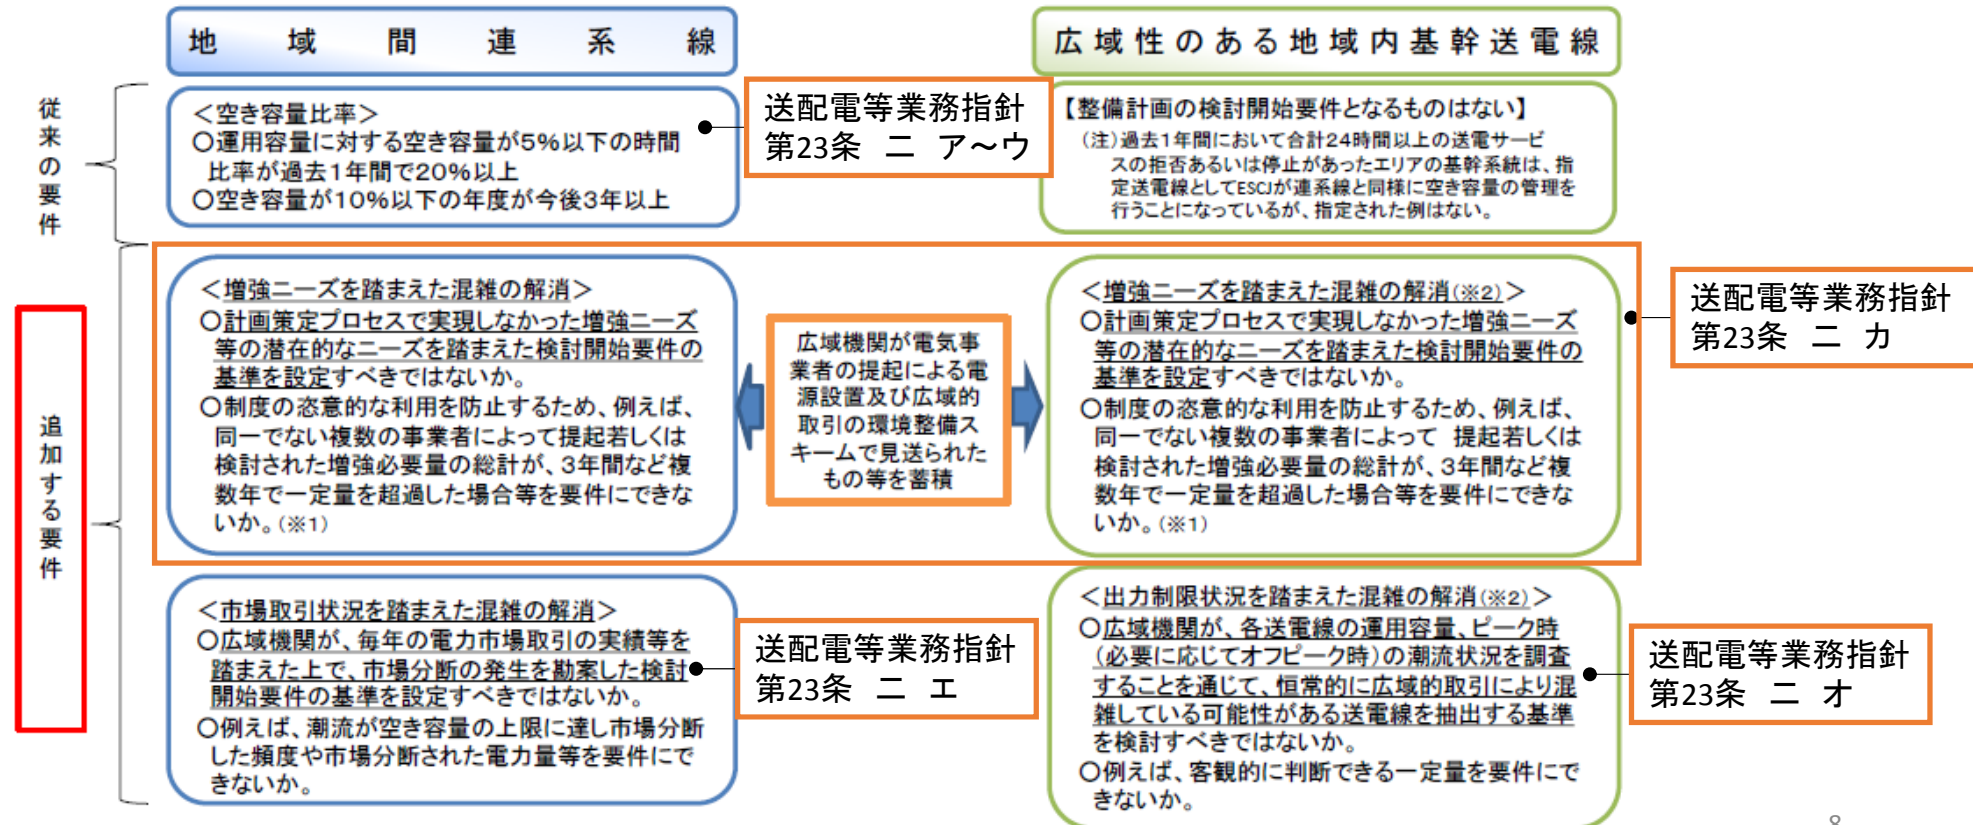 地域間連系線
広域性のある地域内基幹送電線
従来の要件
＜空き容量比率＞
○運用容量に対する空き容量が5%以下の時間
比率が過去1年間で20%以上
○空き容量が10%以下の年度が今後3年以上
送配電等業務指針
第23条 二 ア～ウ
【整備計画の検討開始要件となるものはない】
（注）過去1年間において合計24時間以上の送電サービ
スの拒否あるいは停止があったエリアの基幹系統は、指
定送電線としてESCJが連系線と同様に空き容量の管理を
行うことになっているが、指定された例はない。
追加する要件
＜増強ニーズを踏まえた混雑の解消＞
○計画策定プロセスで実現しなかった増強ニーズ
等の潜在的なニーズを踏まえた検討開始要件の
基準を設定すべきではないか。
○制度の恣意的な利用を防止するため、例えば、
同一でない複数の事業者によって提起若しくは
検討された増強必要量の総計が、3年間など複
数年で一定量を超過した場合等を要件にできな
いか。（※1）
広域機関が電気事
業者の提起による電
源設置及び広域的
取引の環境整備ス
キームで見送られた
もの等を蓄積
＜増強ニーズを踏まえた混雑の解消（※2）＞
○計画策定プロセスで実現しなかった増強ニーズ
等の潜在的なニーズを踏まえた検討開始要件の
基準を設定すべきではないか。
○制度の恣意的な利用を防止するため、例えば、
同一でない複数の事業者によって 提起若しくは
検討された増強必要量の総計が、3年間など複
数年で一定量を超過した場合等を要件にできな
いか。（※1）
送配電等業務指針
第23条 二 カ
＜市場取引状況を踏まえた混雑の解消＞
○広域機関が、毎年の電力市場取引の実績等を
踏まえた上で、市場分断の発生を勘案した検討
開始要件の基準を設定すべきではないか。
○例えば、潮流が空き容量の上限に達し市場分断
した頻度や市場分断された電力量等を要件にで
きないか。
送配電等業務指針
第23条 二 エ
＜出力制限状況を踏まえた混雑の解消（※2）＞
○広域機関が、各送電線の運用容量、ピーク時
（必要に応じてオフピーク時）の潮流状況を調査
することを通じて、恒常的に広域的取引により混
雑している可能性がある送電線を抽出する基準
を検討すべきではないか。
○例えば、客観的に判断できる一定量を要件にで
きないか。
送配電等業務指針
第23条 二 オ
8